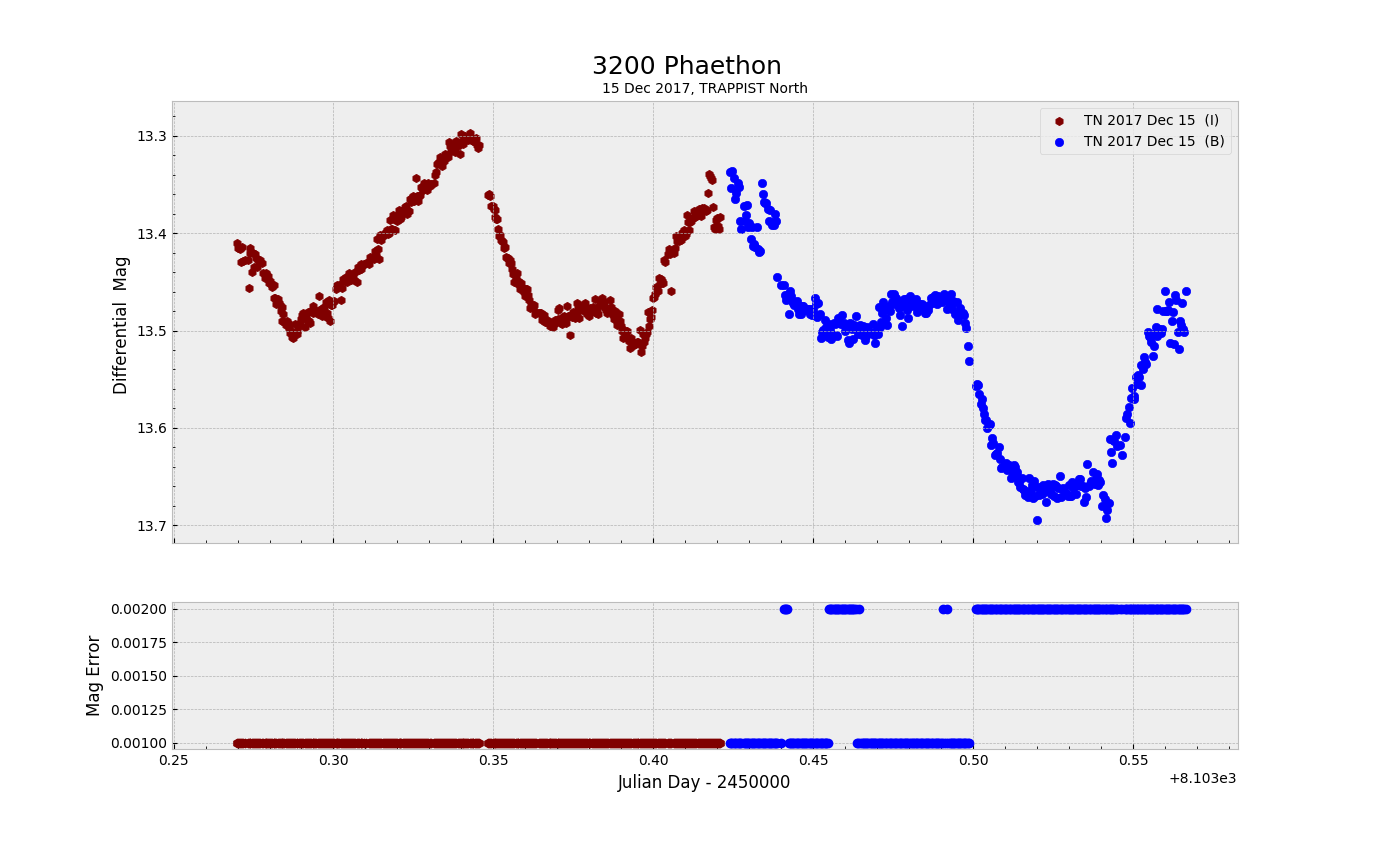 3200 Phaethon
15 Dec 2017, TRAPPIST North
TN 2017 Dec 15 (I)
TN 2017 Dec 15 (B)
Differential Mag
13.3
13.4
13.5
13.6
13.7
Mag Error
0.00200
0.00175
0.00150
0.00125
0.00100
0.25 0.30 0.35 0.40 0.45 0.50 0.55
+8.103e3
Julian Day - 2450000